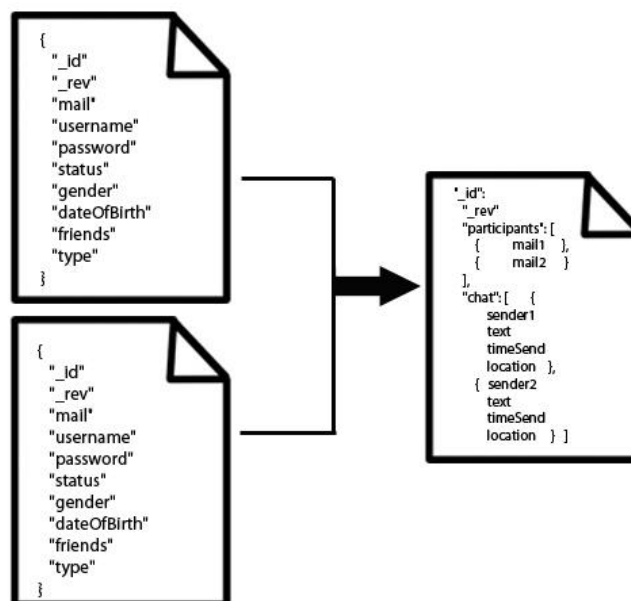 {
"_id"
"_rev"
"mail"
"username"
"password"
"status"
"gender"
"dateOfBirth"
"friends"
"type"
}
{
"_id"
"_rev"
"mail"
"username"
"password"
"status"
"gender"
"dateOfBirth"
"friends"
"type"
}
"_id":
"_rev"
"participants": [
{ mail1 },
{ mail2 }
],
"chat": [ {
sender1
text
timeSend
location },
{ sender2
text
timeSend
location } ]